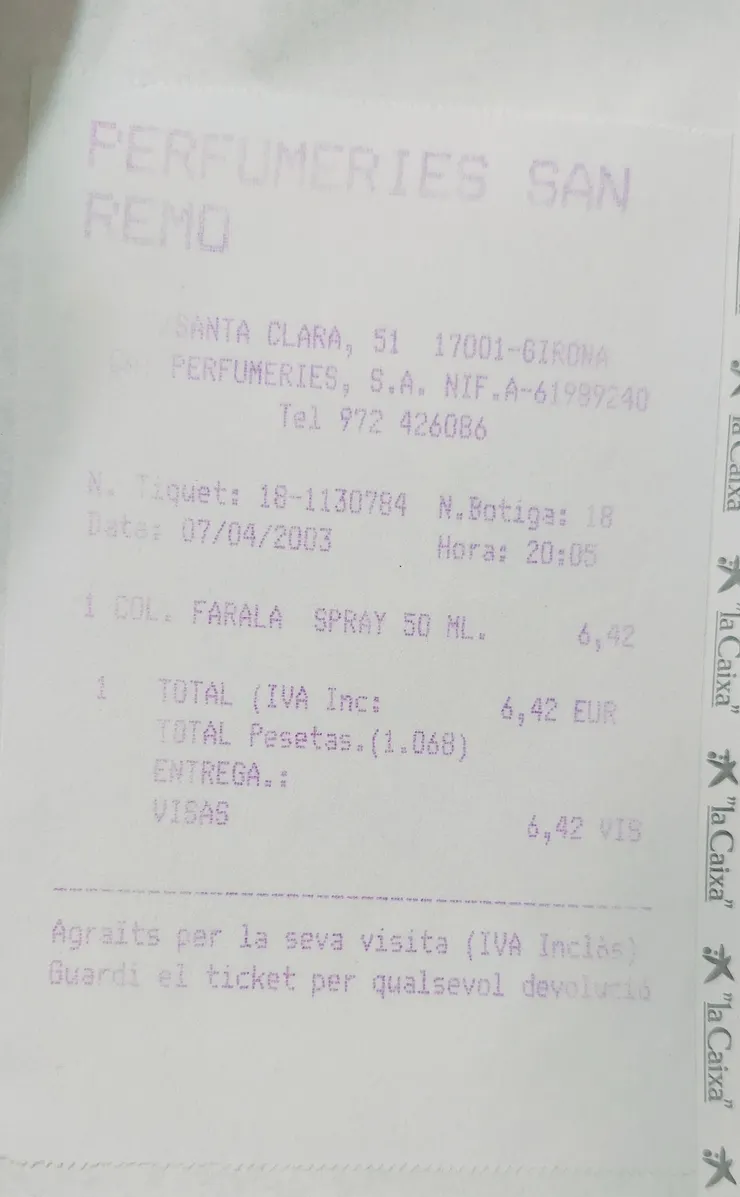 PERFUMERIES SAN
REMO
SANTA CLARA, 51 17001-GIRONA
PERFUMERIES, S.A. NIF.A-61989240
Tel 972 426086
N. Tiquet: 18-1130784 N.Botiga: 18
Data: 07/04/2003 Hora: 20:05
1 COL. FARALA SPRAY 50 ML. 6,42
1 TOTAL (IVA Inc: 6,42 EUR
TOTAL Pesetas.(1.068)
ENTREGA.:
VISAS 6,42 VIS
Agraïts per la seva visita (IVA Inclòs)
Guardi el ticket per qualsevol devolució
"la Caixa"
"la Caixa"
"la Caixa"
"la Caixa"